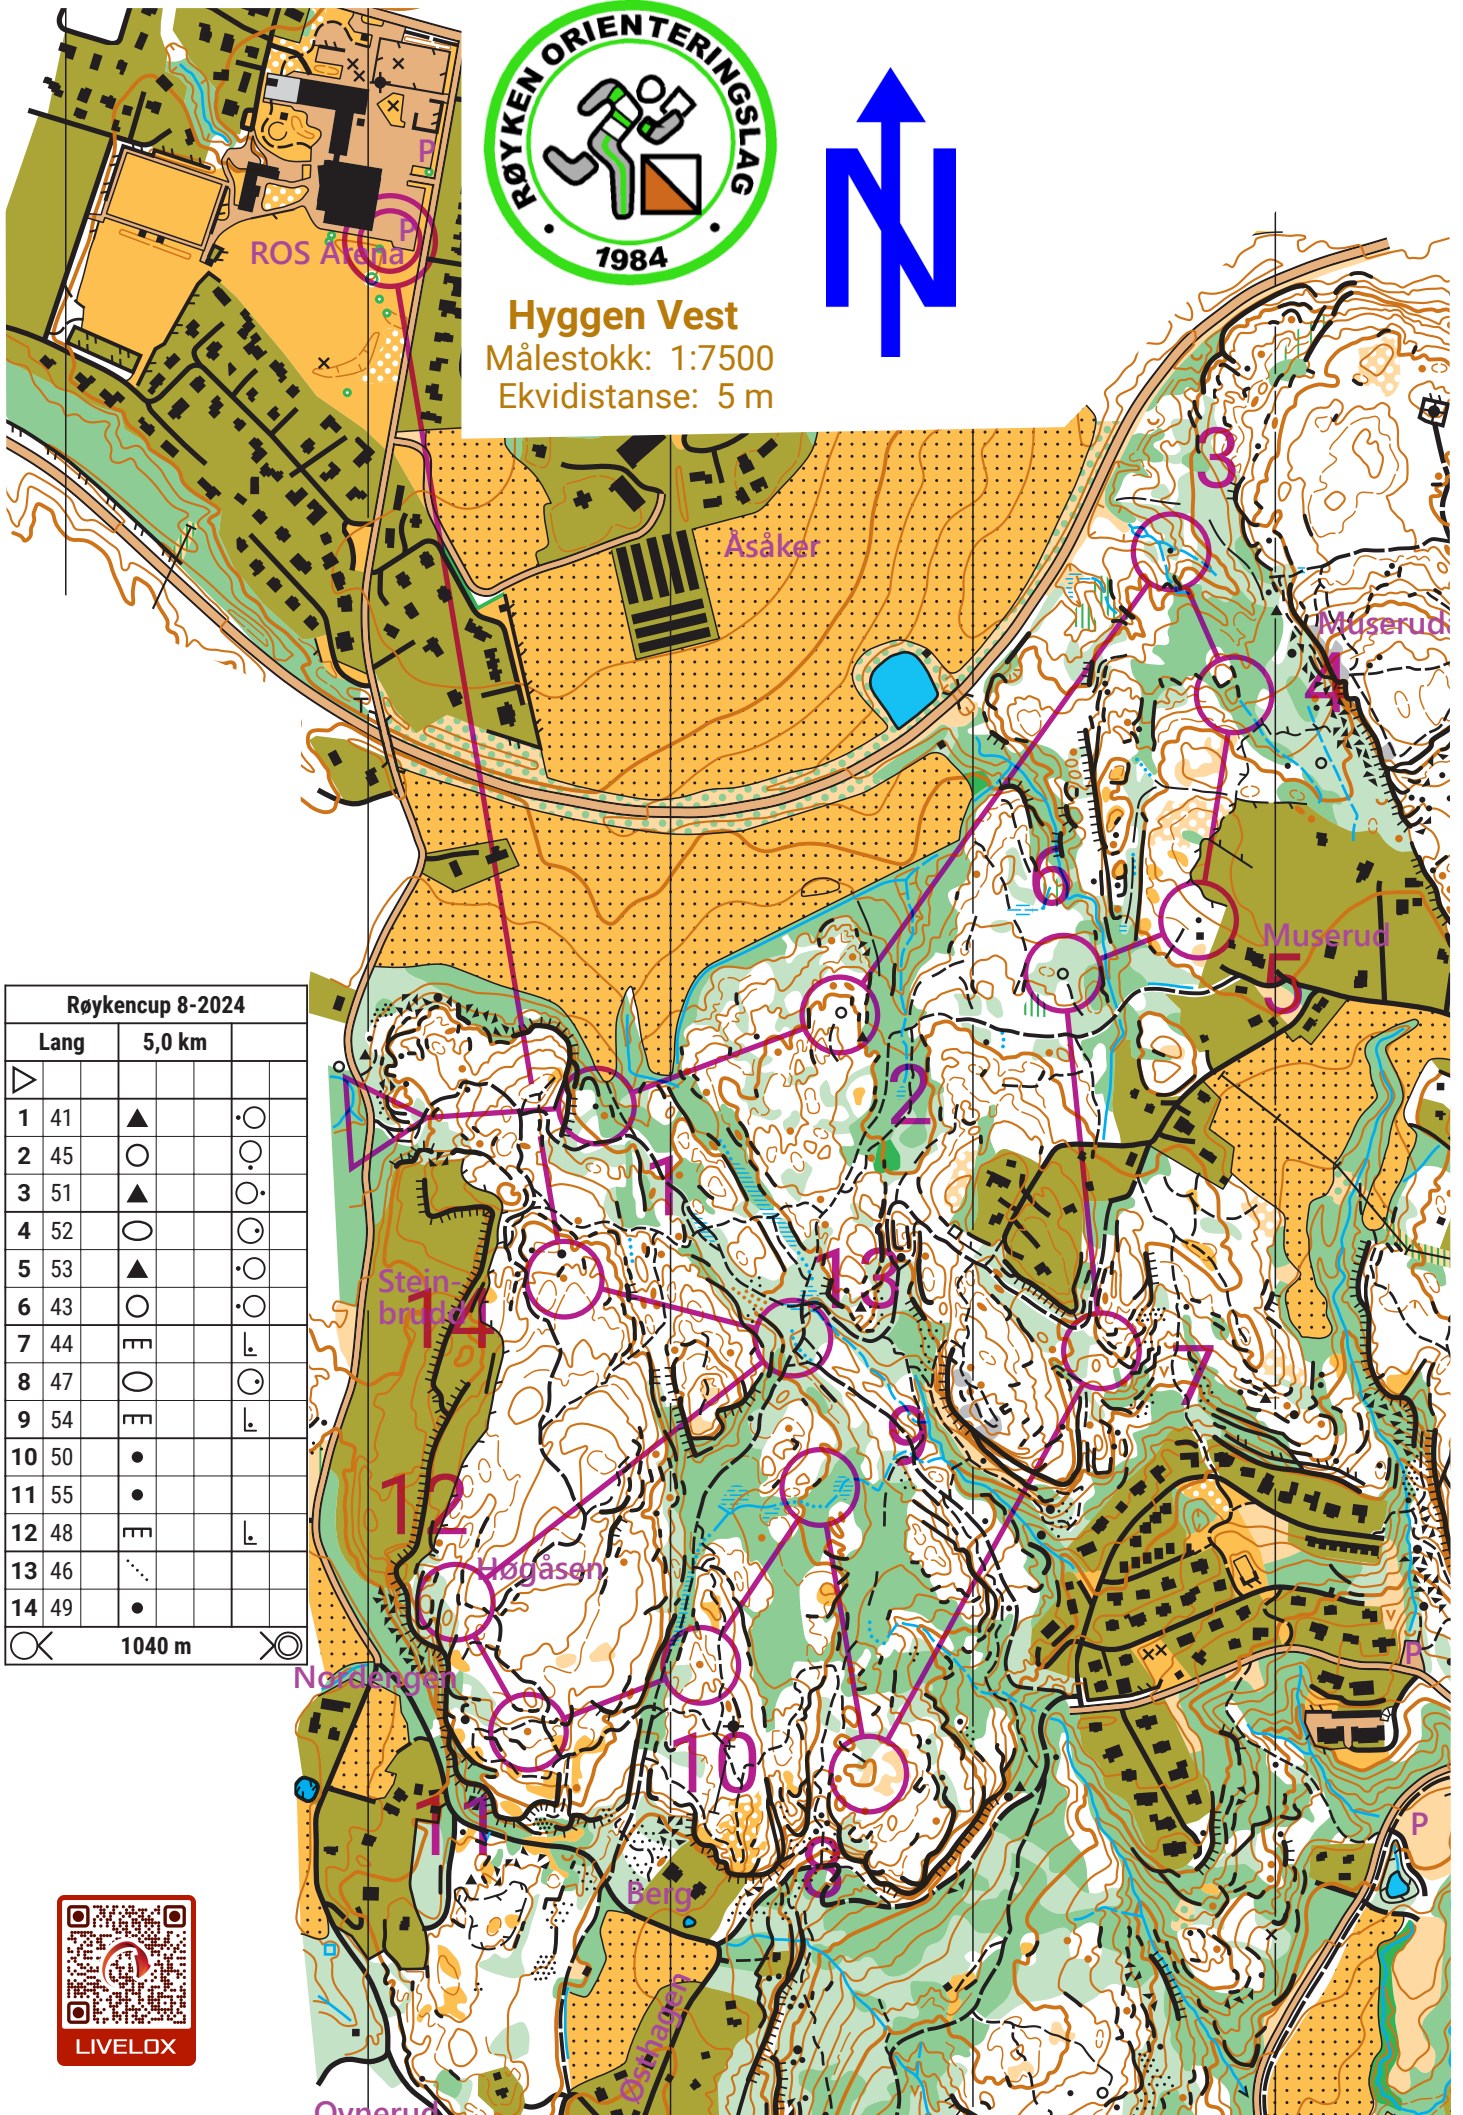 RØYKEN ORIENTERINGSLAG
1984
Hyggen Vest
Målestokk: 1:7500
Ekvidistanse: 5 m
N
P
P
ROS Arena
Åsåker
3
Muserud
4
6
Muserud
5
2
1
13
Stein-
brudd
14
7
9
12
Høgåsen
Nordengen
10
11
8
Berg
Østhagen
P
P
Ovnerud
Røykencup 8-2024
Lang 5,0 km
1 41
2 45
3 51
4 52
5 53
6 43
7 44
8 47
9 54
10 50
11 55
12 48
13 46
14 49
1040 m
LIVELOX